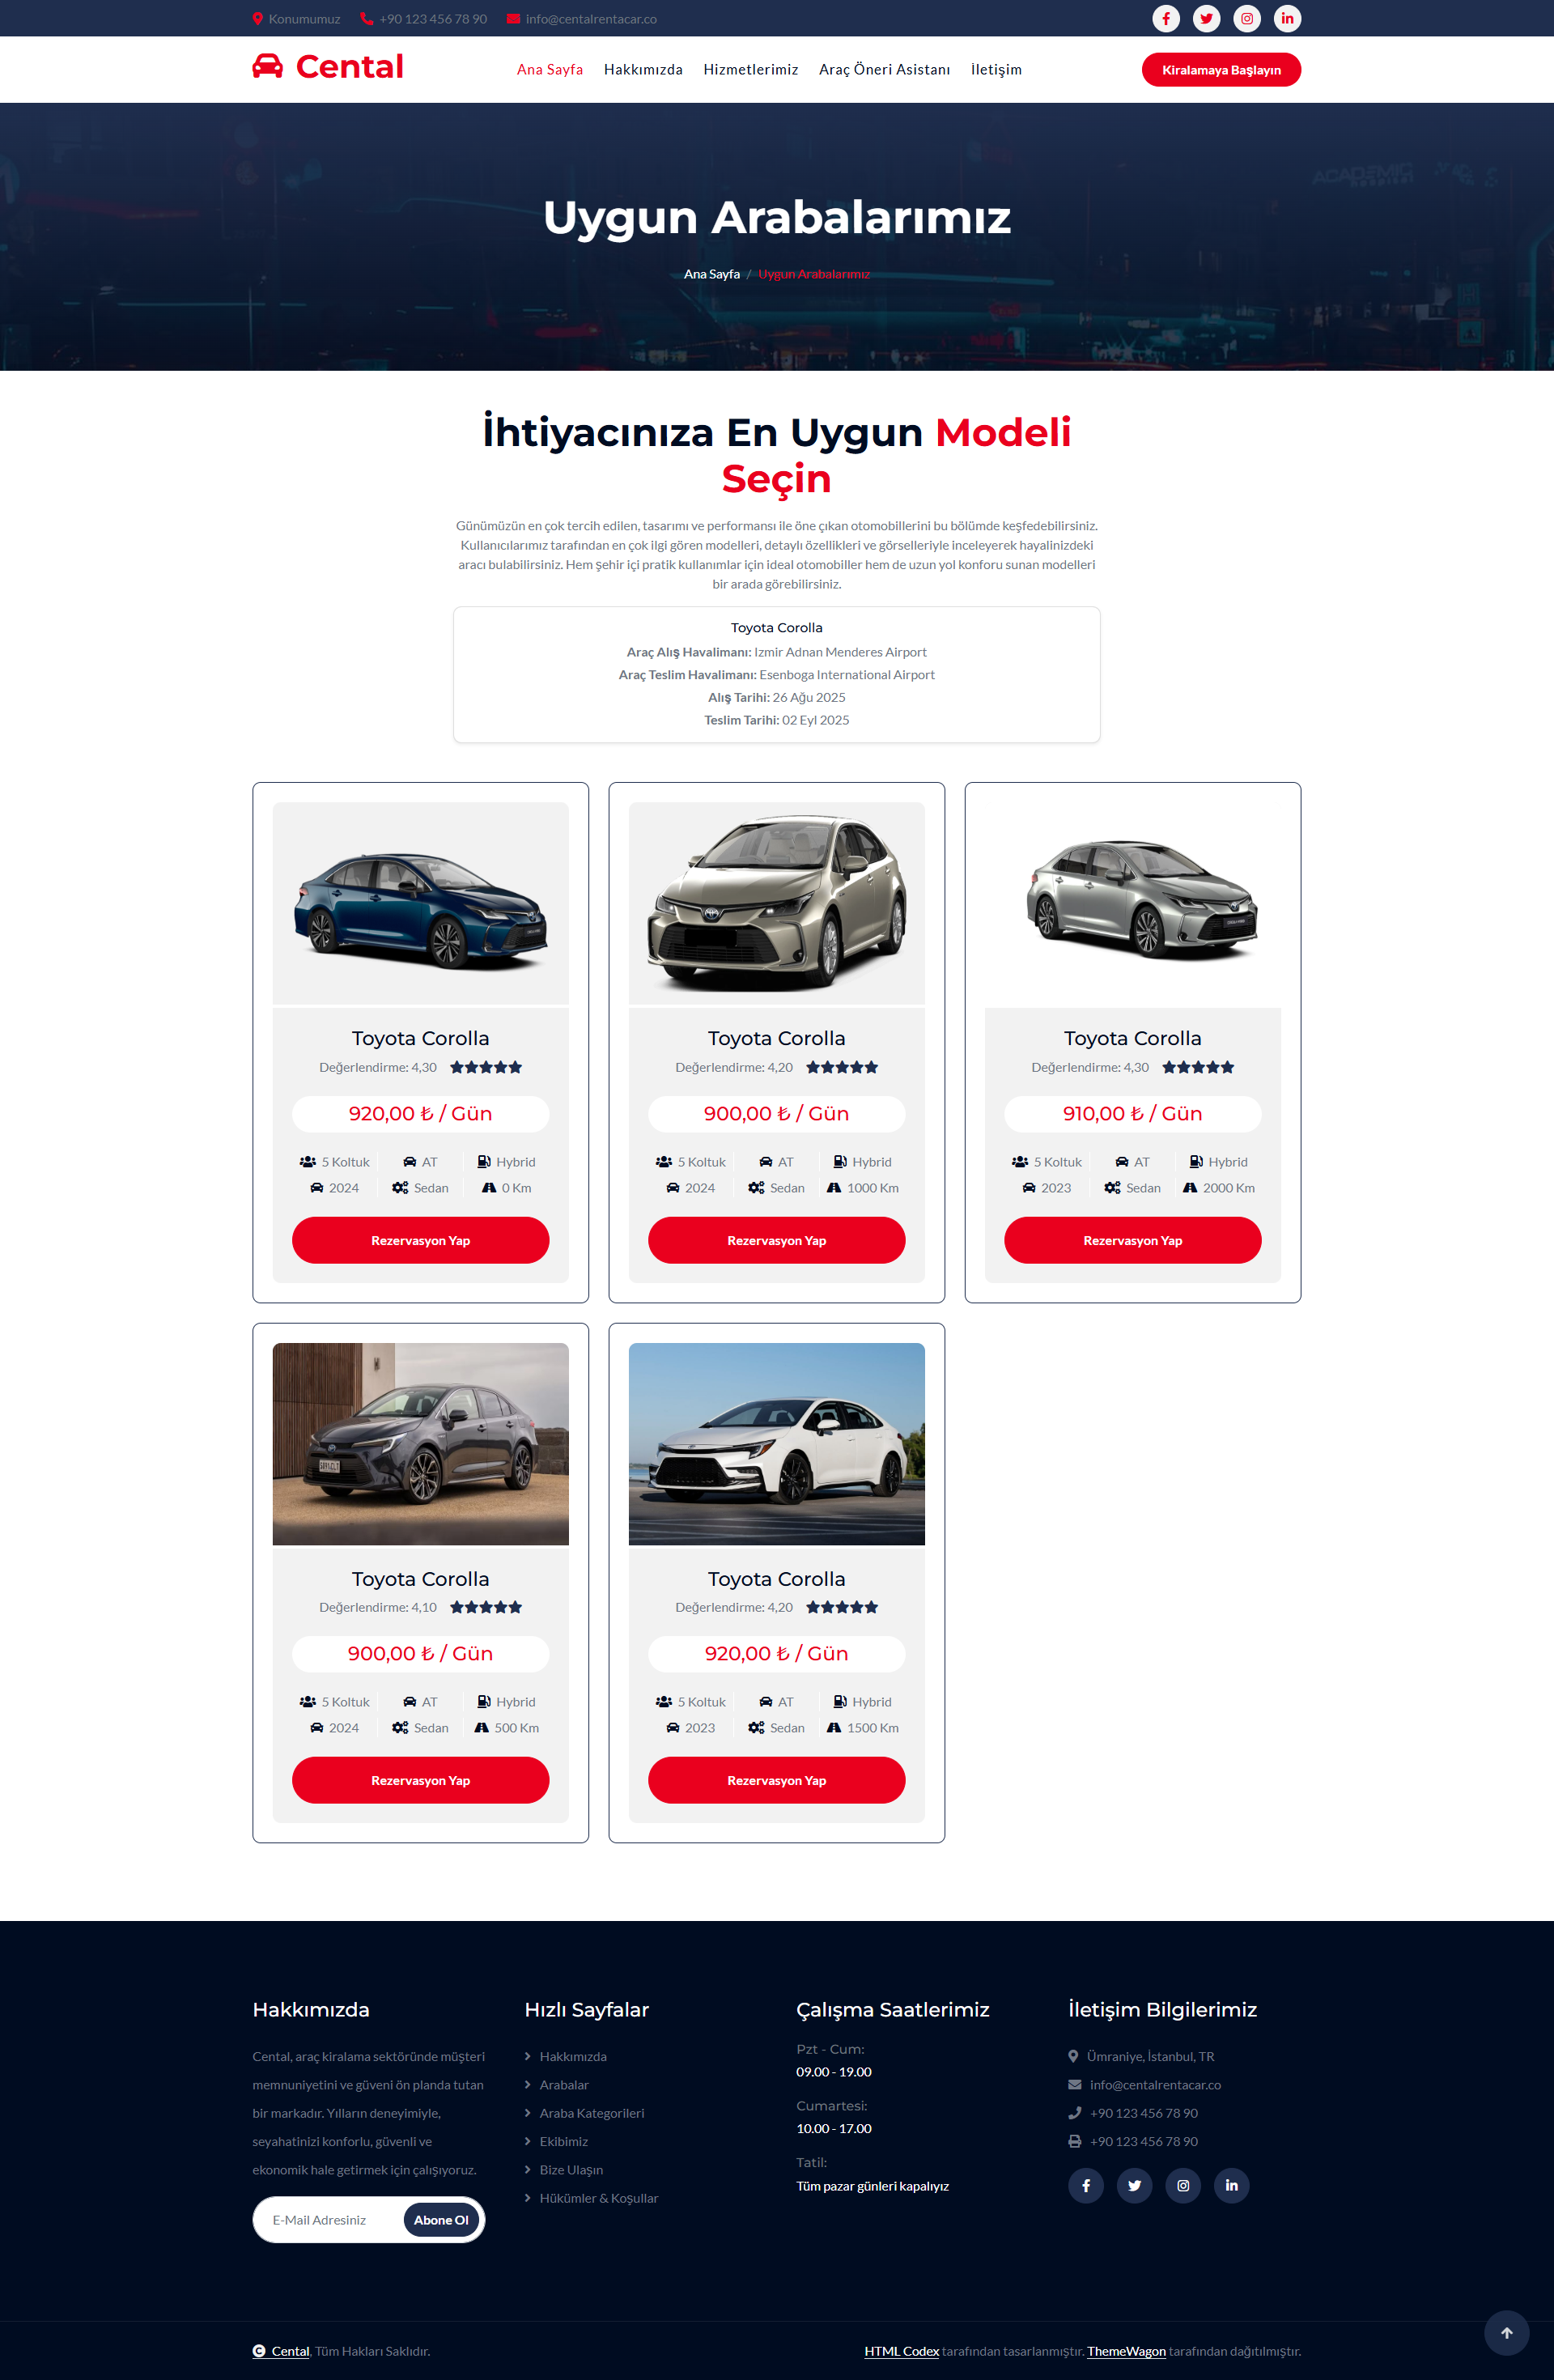 Konumumuz +90 123 456 78 90 info@centalrentacar.co
Cental
Ana Sayfa Hakkımızda Hizmetlerimiz Araç Öneri Asistanı İletişim
Kiralamaya Başlayın
Uygun Arabalarımız
Ana Sayfa / Uygun Arabalarımız
İhtiyacınıza En Uygun Modeli
Seçin
Günümüzün en çok tercih edilen, tasarımı ve performansı ile öne çıkan otomobillerini bu bölümde keşfedebilirsiniz.
Kullanıcılarımız tarafından en çok ilgi gören modelleri, detaylı özellikleri ve görselleriyle inceleyerek hayalinizdeki
aracı bulabilirsiniz. Hem şehir içi pratik kullanımlar için ideal otomobiller hem de uzun yol konforu sunan modelleri
bir arada görebilirsiniz.
Toyota Corolla
Araç Alış Havalimanı: Izmir Adnan Menderes Airport
Araç Teslim Havalimanı: Esenboga International Airport
Alış Tarihi: 26 Ağu 2025
Teslim Tarihi: 02 Eyl 2025
Toyota Corolla
Değerlendirme: 4,30
920,00 ₺ / Gün
5 Koltuk AT Hybrid
2024 Sedan 0 Km
Rezervasyon Yap
Toyota Corolla
Değerlendirme: 4,20
900,00 ₺ / Gün
5 Koltuk AT Hybrid
2024 Sedan 1000 Km
Rezervasyon Yap
Toyota Corolla
Değerlendirme: 4,30
910,00 ₺ / Gün
5 Koltuk AT Hybrid
2023 Sedan 2000 Km
Rezervasyon Yap
Toyota Corolla
Değerlendirme: 4,10
900,00 ₺ / Gün
5 Koltuk AT Hybrid
2024 Sedan 500 Km
Rezervasyon Yap
Toyota Corolla
Değerlendirme: 4,20
920,00 ₺ / Gün
5 Koltuk AT Hybrid
2023 Sedan 1500 Km
Rezervasyon Yap
Hakkımızda
Cental, araç kiralama sektöründe müşteri
memnuniyetini ve güveni ön planda tutan
bir markadır. Yılların deneyimiyle,
seyahatinizi konforlu, güvenli ve
ekonomik hale getirmek için çalışıyoruz.
E-Mail Adresiniz Abone Ol
Hızlı Sayfalar
Hakkımızda
Arabalar
Araba Kategorileri
Ekibimiz
Bize Ulaşın
Hükümler & Koşullar
Çalışma Saatlerimiz
Pzt - Cum:
09.00 - 19.00
Cumartesi:
10.00 - 17.00
Tatil:
Tüm pazar günleri kapalıyız
İletişim Bilgilerimiz
Ümraniye, İstanbul, TR
info@centalrentacar.co
+90 123 456 78 90
+90 123 456 78 90
Cental, Tüm Hakları Saklıdır.
HTML Codex tarafından tasarlanmıştır. ThemeWagon tarafından dağıtılmıştır.